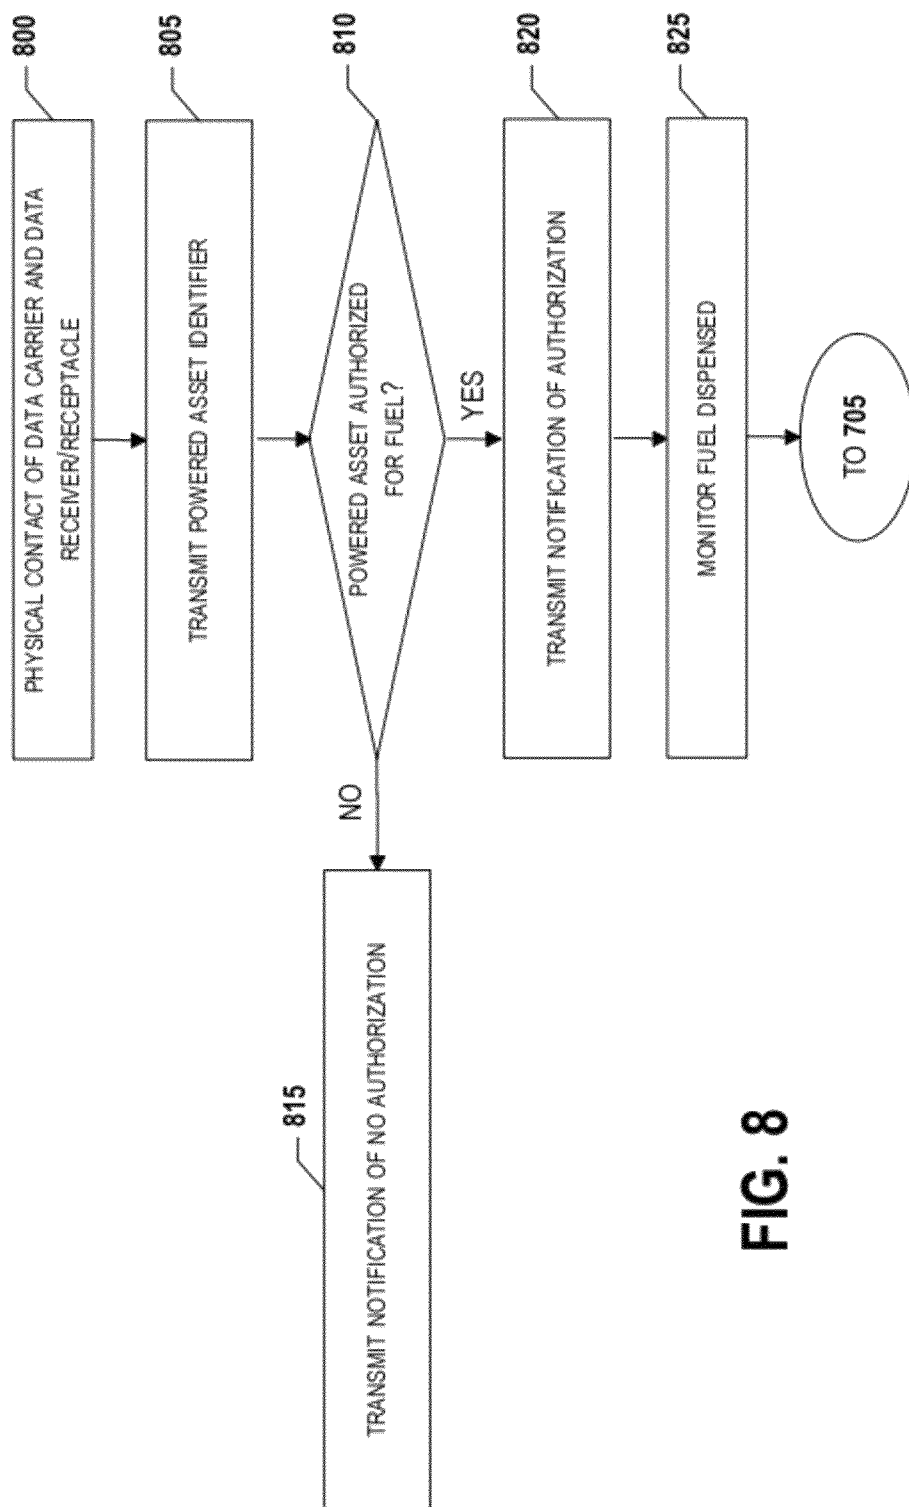 800
PHYSICAL CONTACT OF DATA CARRIER AND DATA
RECEIVER/RECEPTACLE
805
TRANSMIT POWERED ASSET IDENTIFIER
810
POWERED ASSET AUTHORIZED
FOR FUEL?
NO
YES
815
TRANSMIT NOTIFICATION OF NO AUTHORIZATION
820
TRANSMIT NOTIFICATION OF AUTHORIZATION
825
MONITOR FUEL DISPENSED
TO 705
FIG. 8